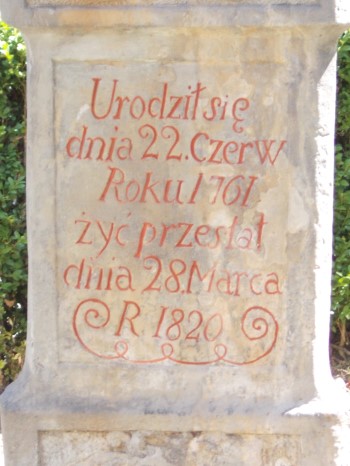 Urodził się
dnia 22. Czerw
Roku 1761
żyć przestał
dnia 28. Marca
R. 1820